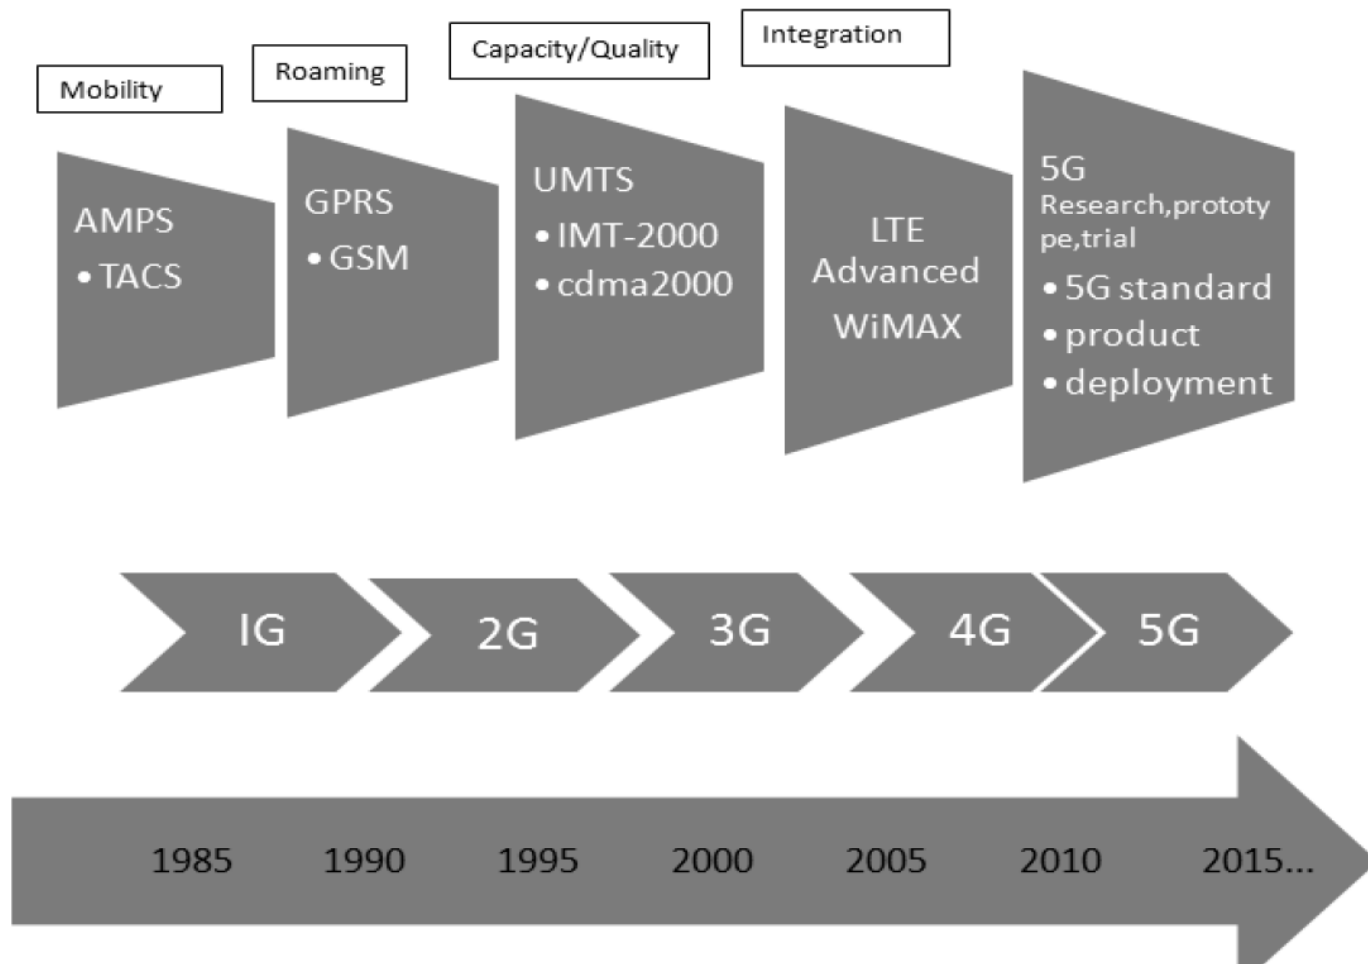 Mobility
Roaming
Capacity/Quality
Integration
AMPS
• TACS
GPRS
• GSM
UMTS
• IMT-2000
• cdma2000
LTE
Advanced
WiMAX
5G
Research,prototy
pe,trial
• 5G standard
• product
• deployment
IG
2G
3G
4G
5G
1985
1990
1995
2000
2005
2010
2015...